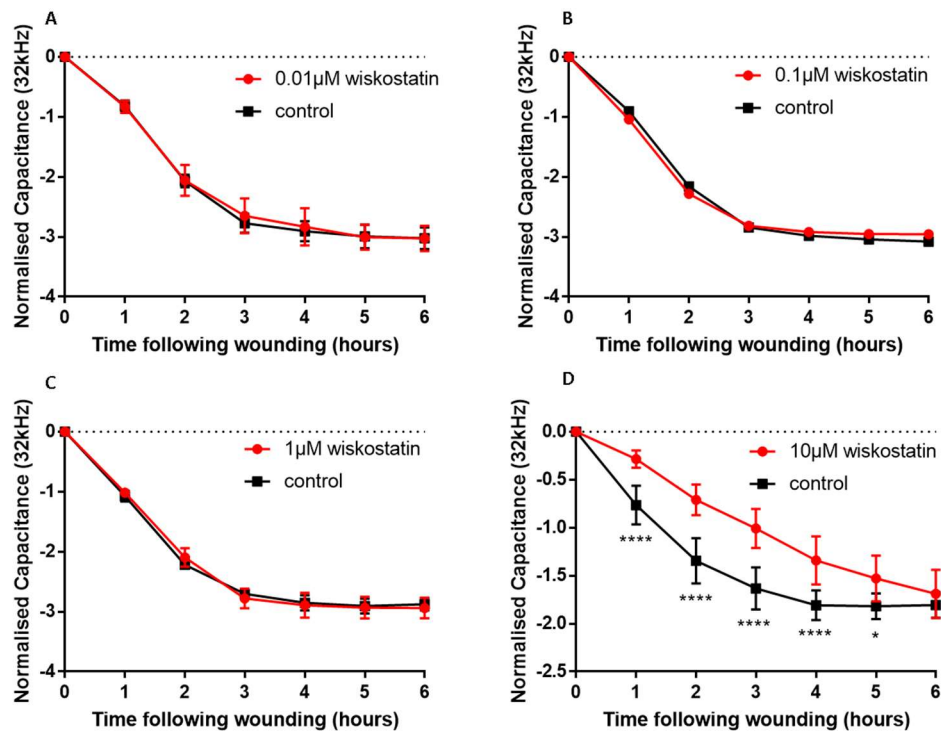 A
Normalised Capacitance (32kHz)
0
-1
-2
-3
-4
0.01µM wiskostatin
control
0 1 2 3 4 5 6
Time following wounding (hours)
B
Normalised Capacitance (32kHz)
0
-1
-2
-3
-4
0.1µM wiskostatin
control
0 1 2 3 4 5 6
Time following wounding (hours)
C
Normalised Capacitance (32kHz)
0
-1
-2
-3
-4
1µM wiskostatin
control
0 1 2 3 4 5 6
Time following wounding (hours)
D
Normalised Capacitance (32kHz)
0.0
-0.5
-1.0
-1.5
-2.0
-2.5
10µM wiskostatin
control
****
****
****
****
*
0 1 2 3 4 5 6
Time following wounding (hours)